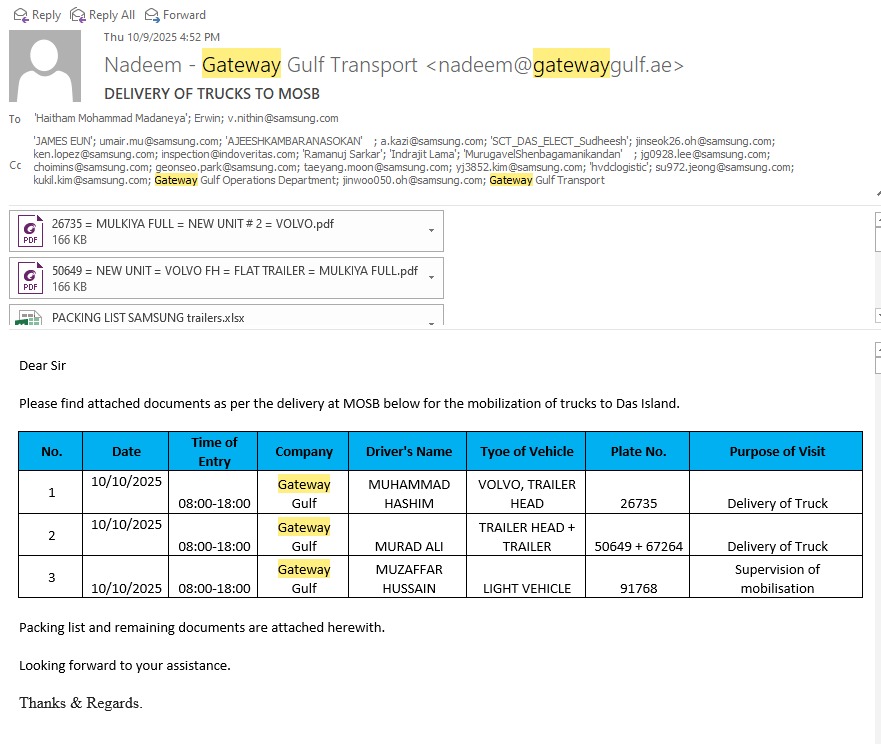 Reply Reply All Forward
Thu 10/9/2025 4:52 PM
Nadeem - Gateway Gulf Transport <nadeem@gatewaygulf.ae>
DELIVERY OF TRUCKS TO MOSB
To 'Haitham Mohammad Madaneya'; Erwin; v.nithin@samsung.com
Cc 'JAMES EUN'; umair.mu@samsung.com; 'AJEESHKAMBARANASOKAN' ; a.kazi@samsung.com; 'SCT_DAS_ELECT_Sudheesh'; jinseok26.oh@samsung.com;
ken.lopez@samsung.com; inspection@indoveritas.com; 'Ramanuj Sarkar'; 'Indrajit Lama'; 'MurugavelShenbagamanikandan' ; jg0928.lee@samsung.com;
choimins@samsung.com; geonseo.park@samsung.com; taeyang.moon@samsung.com; yj3852.kim@samsung.com; 'hvdclogistic'; su972.jeong@samsung.com;
kukil.kim@samsung.com; Gateway Gulf Operations Department; jinwoo050.oh@samsung.com; Gateway Gulf Transport
PDF 26735 = MULKIYA FULL = NEW UNIT # 2 = VOLVO.pdf
166 KB
PDF 50649 = NEW UNIT = VOLVO FH = FLAT TRAILER = MULKIYA FULL.pdf
166 KB
PACKING LIST SAMSUNG trailers.xlsx
Dear Sir
Please find attached documents as per the delivery at MOSB below for the mobilization of trucks to Das Island.
No. Date Time of Entry Company Driver's Name Tyoe of Vehicle Plate No. Purpose of Visit
1 10/10/2025 08:00-18:00 Gateway Gulf MUHAMMAD HASHIM VOLVO, TRAILER HEAD 26735 Delivery of Truck
2 10/10/2025 08:00-18:00 Gateway Gulf MURAD ALI TRAILER HEAD + TRAILER 50649 + 67264 Delivery of Truck
3 10/10/2025 08:00-18:00 Gateway Gulf MUZAFFAR HUSSAIN LIGHT VEHICLE 91768 Supervision of mobilisation
Packing list and remaining documents are attached herewith.
Looking forward to your assistance.
Thanks & Regards.